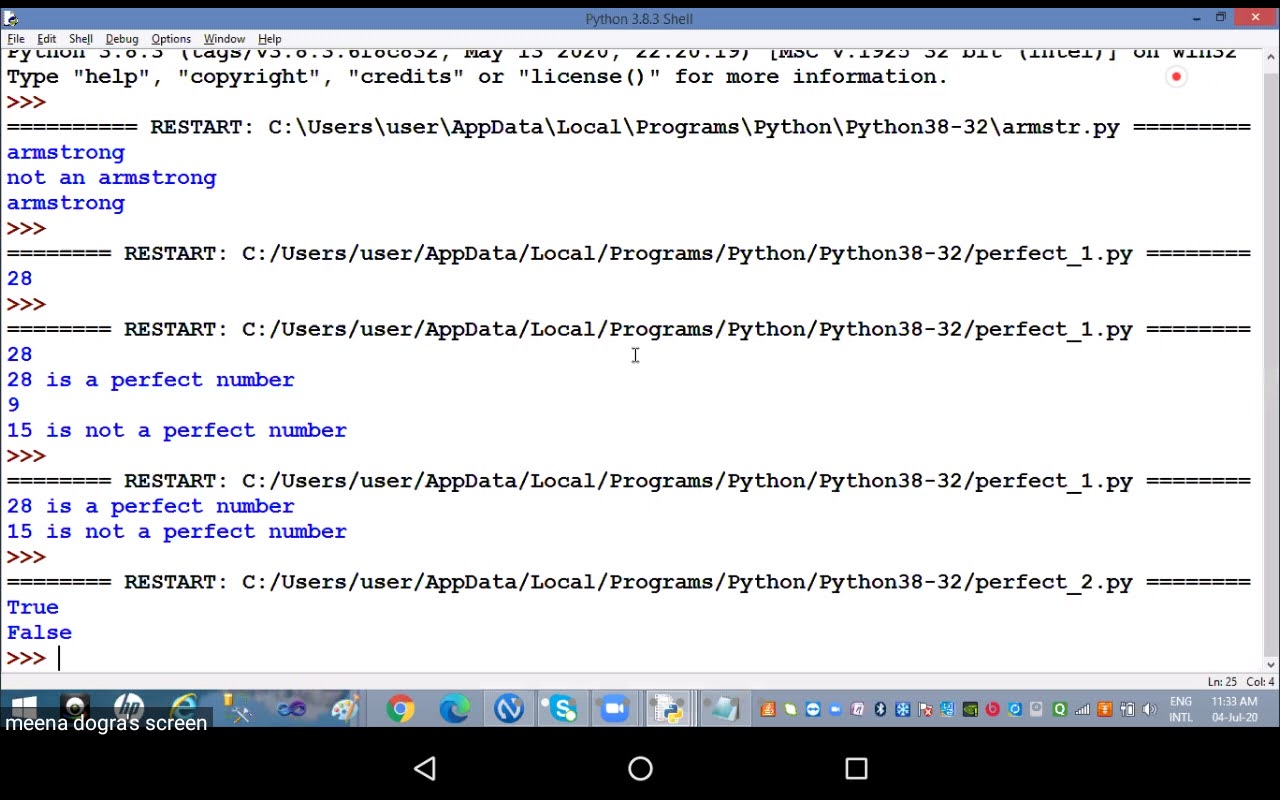 Python 3.8.3 Shell
File Edit Shell Debug Options Window Help
Python 3.8.3 (tags/v3.8.3:6f8c832, May 13 2020, 22:20:19) [MSC v.1925 32 bit (Intel)] on win32
Type "help", "copyright", "credits" or "license()" for more information.
>>>
========== RESTART: C:\Users\user\AppData\Local\Programs\Python\Python38-32\armstr.py =========
armstrong
not an armstrong
armstrong
>>>
======== RESTART: C:/Users/user/AppData/Local/Programs/Python/Python38-32/perfect_1.py ========
28
>>>
======== RESTART: C:/Users/user/AppData/Local/Programs/Python/Python38-32/perfect_1.py ========
28
28 is a perfect number
9
15 is not a perfect number
>>>
======== RESTART: C:/Users/user/AppData/Local/Programs/Python/Python38-32/perfect_1.py ========
28 is a perfect number
15 is not a perfect number
>>>
======== RESTART: C:/Users/user/AppData/Local/Programs/Python/Python38-32/perfect_2.py ========
True
False
>>>
Ln: 25 Col: 4
ENG 11:33 AM
INTL 04-Jul-20
meena dogra's screen